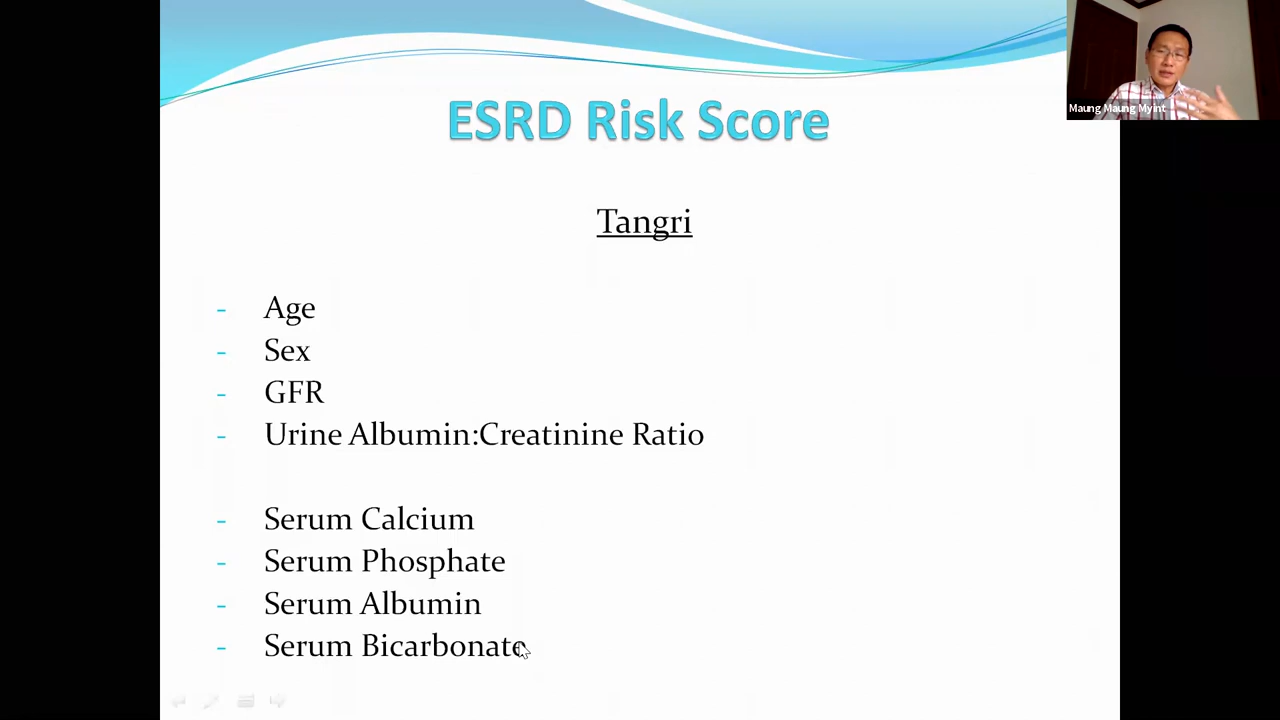 ESRD Risk Score
Maung Maung Myint
Tangri
- Age
- Sex
- GFR
- Urine Albumin:Creatinine Ratio
- Serum Calcium
- Serum Phosphate
- Serum Albumin
- Serum Bicarbonate